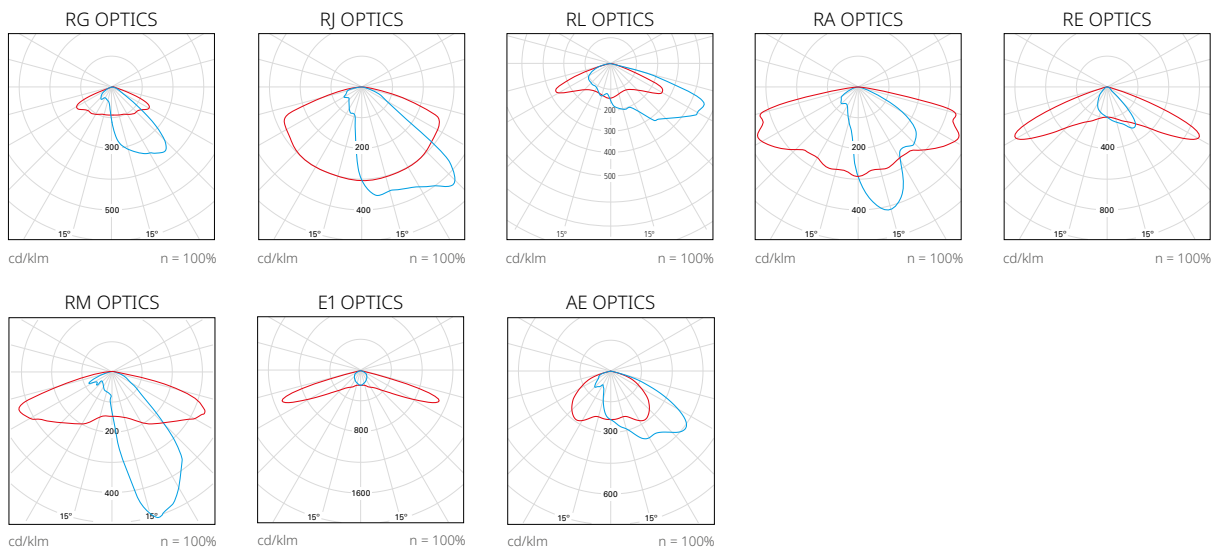 RG OPTICS
RJ OPTICS
RL OPTICS
RA OPTICS
RE OPTICS
300
500
15° 15°
200
400
15° 15°
200
300
400
500
15° 15°
200
400
15° 15°
400
800
cd/klm n = 100%
cd/klm n = 100%
cd/klm n = 100%
cd/klm n = 100%
cd/klm n = 100%
RM OPTICS
E1 OPTICS
AE OPTICS
200
400
15° 15°
800
1600
15° 15°
300
600
15° 15°
cd/klm n = 100%
cd/klm n = 100%
cd/klm n = 100%